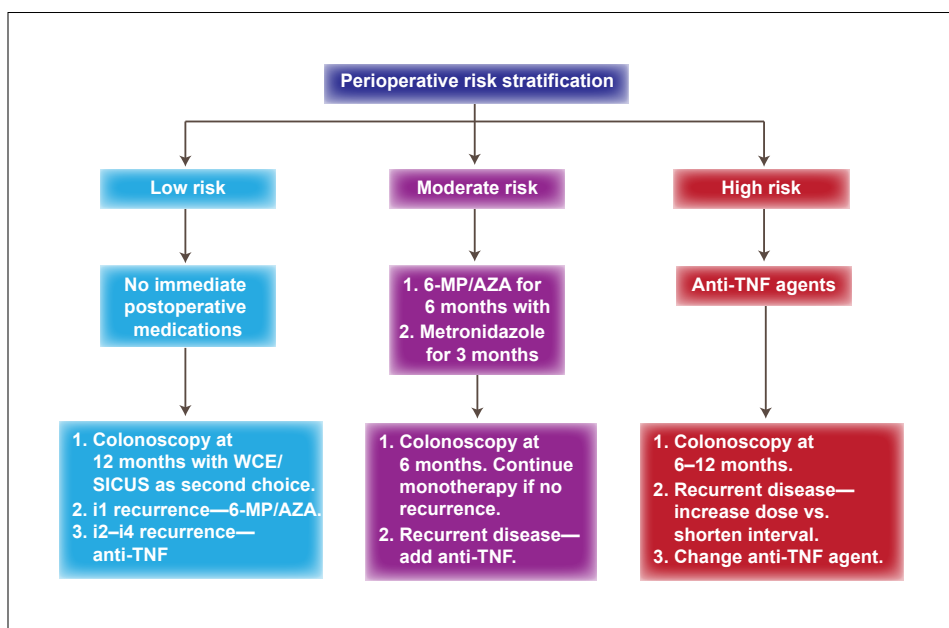 Perioperative risk stratification
Low risk
Moderate risk
High risk
No immediate
postoperative
medications
1. 6-MP/AZA for
6 months with
2. Metronidazole
for 3 months
Anti-TNF agents
1. Colonoscopy at
12 months with WCE/
SICUS as second choice.
2. i1 recurrence—6-MP/AZA.
3. i2–i4 recurrence—
anti-TNF
1. Colonoscopy at
6 months. Continue
monotherapy if no
recurrence.
2. Recurrent disease—
add anti-TNF.
1. Colonoscopy at
6–12 months.
2. Recurrent disease—
increase dose vs.
shorten interval.
3. Change anti-TNF agent.